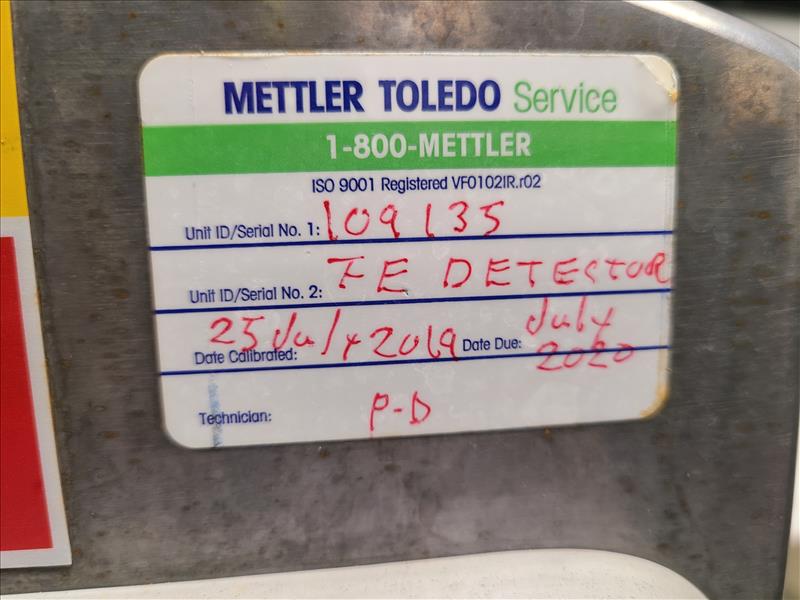 METTLER TOLEDO Service
1-800-METTLER
ISO 9001 Registered VF0102IR.r02
Unit ID/Serial No. 1: 109135
Unit ID/Serial No. 2: FE DETECTOR
Date Calibrated: 25 July 2019 Date Due: July 2020
Technician: P-D